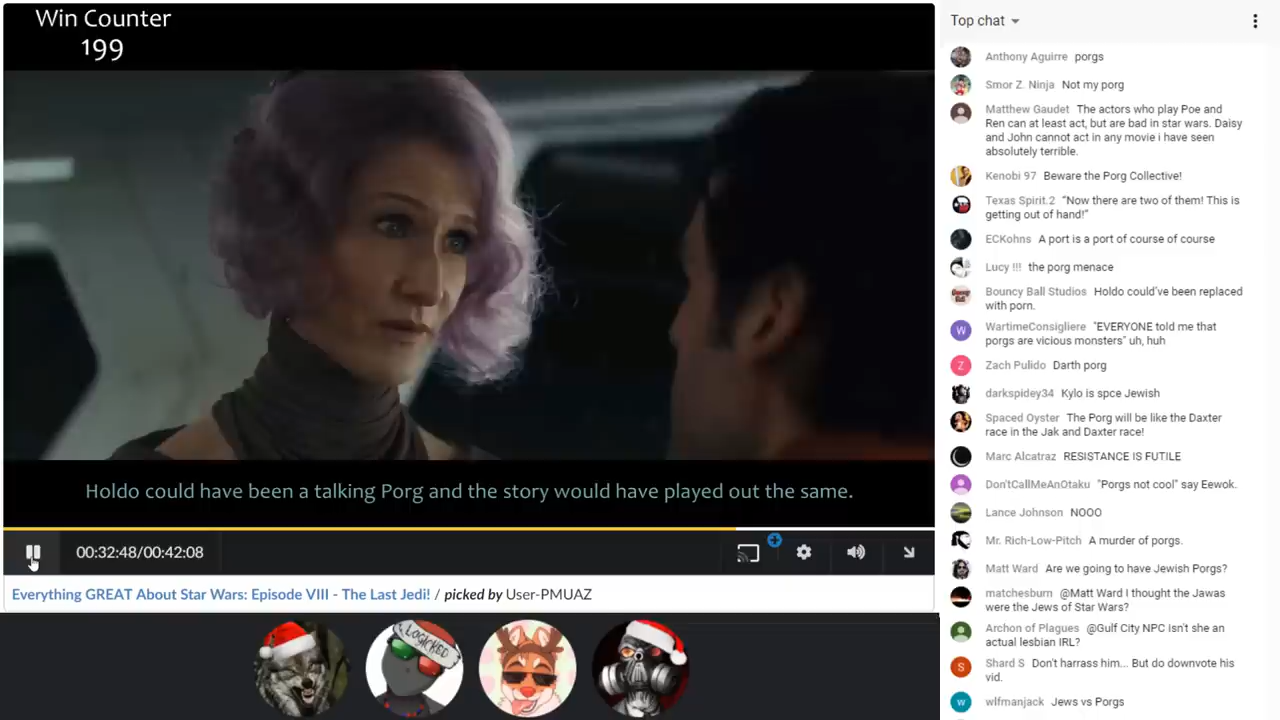 Win Counter
199
Holdo could have been a talking Porg and the story would have played out the same.
00:32:48/00:42:08
Everything GREAT About Star Wars: Episode VIII - The Last Jedi! / picked by User-PMUAZ
LOGICKED
Top chat
Anthony Aguirre porgs
Smor Z. Ninja Not my porg
Matthew Gaudet The actors who play Poe and
Ren can at least act, but are bad in star wars. Daisy
and John cannot act in any movie i have seen
absolutely terrible.
Kenobi 97 Beware the Porg Collective!
Texas Spirit.2 “Now there are two of them! This is
getting out of hand!”
ECKohns A port is a port of course of course
Lucy !!! the porg menace
Bouncy Ball Studios Holdo could’ve been replaced
with porn.
W
WartimeConsigliere "EVERYONE told me that
porgs are vicious monsters" uh, huh
Z
Zach Pulido Darth porg
darkspidey34 Kylo is spce Jewish
Spaced Oyster The Porg will be like the Daxter
race in the Jak and Daxter race!
Marc Alcatraz RESISTANCE IS FUTILE
Don'tCallMeAnOtaku "Porgs not cool" say Eewok.
Lance Johnson NOOO
Mr. Rich-Low-Pitch A murder of porgs.
Matt Ward Are we going to have Jewish Porgs?
matchesburn @Matt Ward I thought the Jawas
were the Jews of Star Wars?
Archon of Plagues @Gulf City NPC Isn't she an
actual lesbian IRL?
S
Shard S Don't harrass him... But do downvote his
vid.
w
wlfmanjack Jews vs Porgs